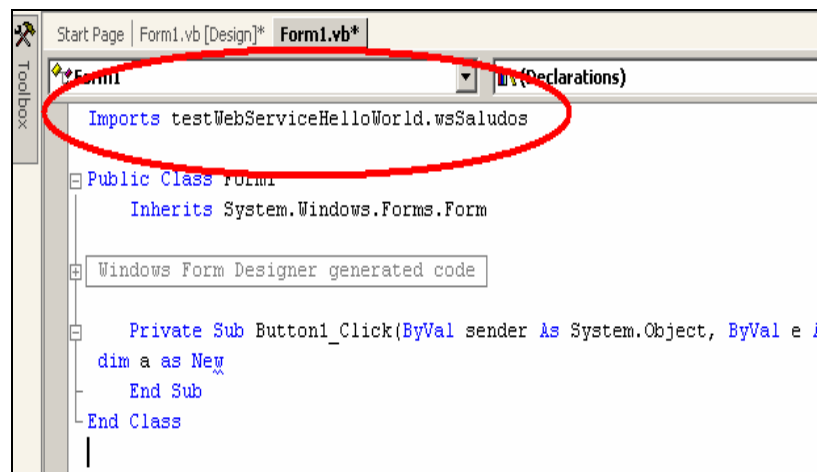 Toolbox
Start Page Form1.vb [Design]* Form1.vb*
Form1 (Declarations)
Imports testWebServiceHelloWorld.wsSaludos
Public Class Form1
Inherits System.Windows.Forms.Form
Windows Form Designer generated code
Private Sub Button1_Click(ByVal sender As System.Object, ByVal e
dim a as New
End Sub
End Class